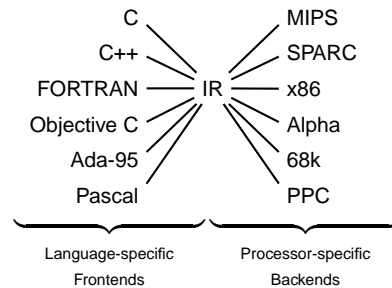 C MIPS
C++ SPARC
FORTRAN IR x86
Objective C Alpha
Ada-95 68k
Pascal PPC
Language-specific Processor-specific
Frontends Backends